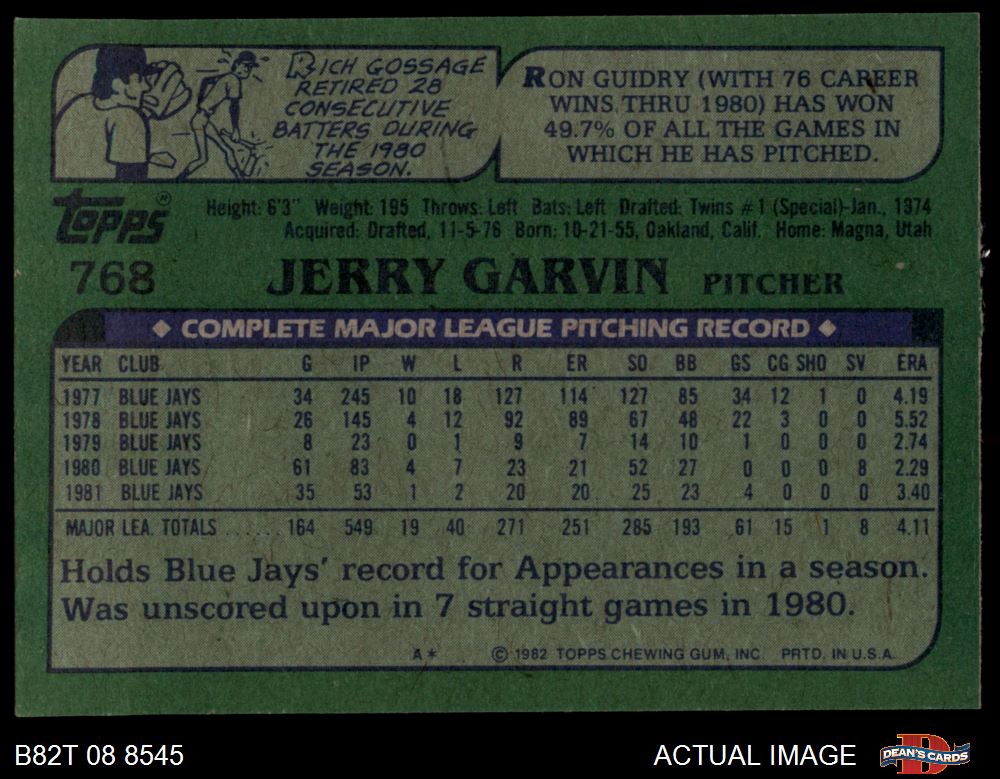 RICH GOSSAGE
RETIRED 28
CONSECUTIVE
BATTERS DURING
THE 1980
SEASON.
RON GUIDRY (WITH 76 CAREER
WINS THRU 1980) HAS WON
49.7% OF ALL THE GAMES IN
WHICH HE HAS PITCHED.
Topps®
Height: 6'3" Weight: 195 Throws: Left Bats: Left Drafted: Twins #1 (Special)-Jan., 1974
Acquired: Drafted, 11-5-76 Born: 10-21-55, Oakland, Calif. Home: Magna, Utah
768 JERRY GARVIN PITCHER
◆ COMPLETE MAJOR LEAGUE PITCHING RECORD ◆
YEAR CLUB G IP W L R ER SO BB GS CG SHO SV ERA
1977 BLUE JAYS 34 245 10 18 127 114 127 85 34 12 1 0 4.19
1978 BLUE JAYS 26 145 4 12 92 89 67 48 22 3 0 0 5.52
1979 BLUE JAYS 8 23 0 1 9 7 14 10 1 0 0 0 2.74
1980 BLUE JAYS 61 83 4 7 23 21 52 27 0 0 0 8 2.29
1981 BLUE JAYS 35 53 1 2 20 20 25 23 4 0 0 0 3.40
MAJOR LEA. TOTALS ...... 164 549 19 40 271 251 285 193 61 15 1 8 4.11
Holds Blue Jays' record for Appearances in a season.
Was unscored upon in 7 straight games in 1980.
A* © 1982 TOPPS CHEWING GUM, INC. PRTD. IN U.S.A.
B82T 08 8545
ACTUAL IMAGE
D
DEAN'S CARDS